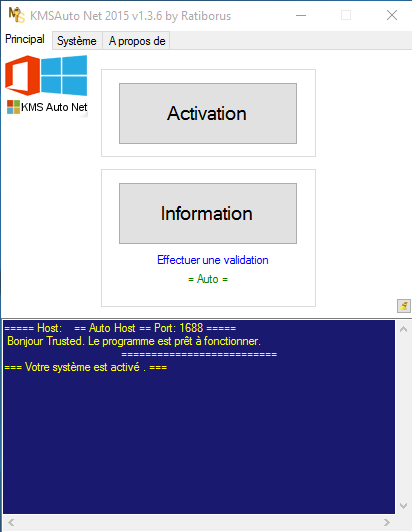 KMSAuto Net 2015 v1.3.6 by Ratiborus
Principal Système A propos de
KMS Auto Net
Activation
Information
Effectuer une validation
= Auto =
===== Host: == Auto Host == Port: 1688 =====
Bonjour Trusted. Le programme est prêt à fonctionner.
==========================
=== Votre système est activé . ===